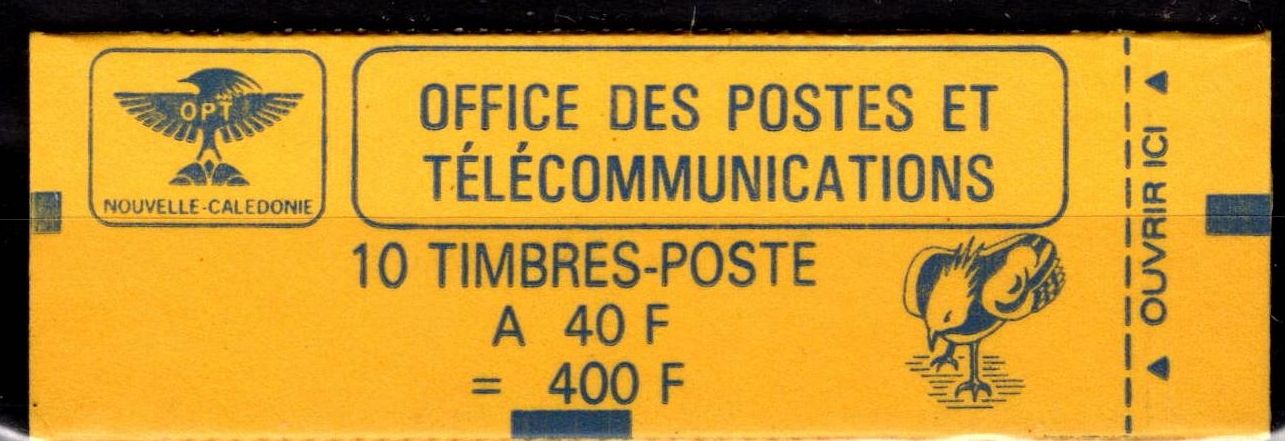 OPT
NOUVELLE-CALEDONIE
OFFICE DES POSTES ET
TÉLÉCOMMUNICATIONS
10 TIMBRES-POSTE
A 40 F
= 400 F
▲ OUVRIR ICI ▲